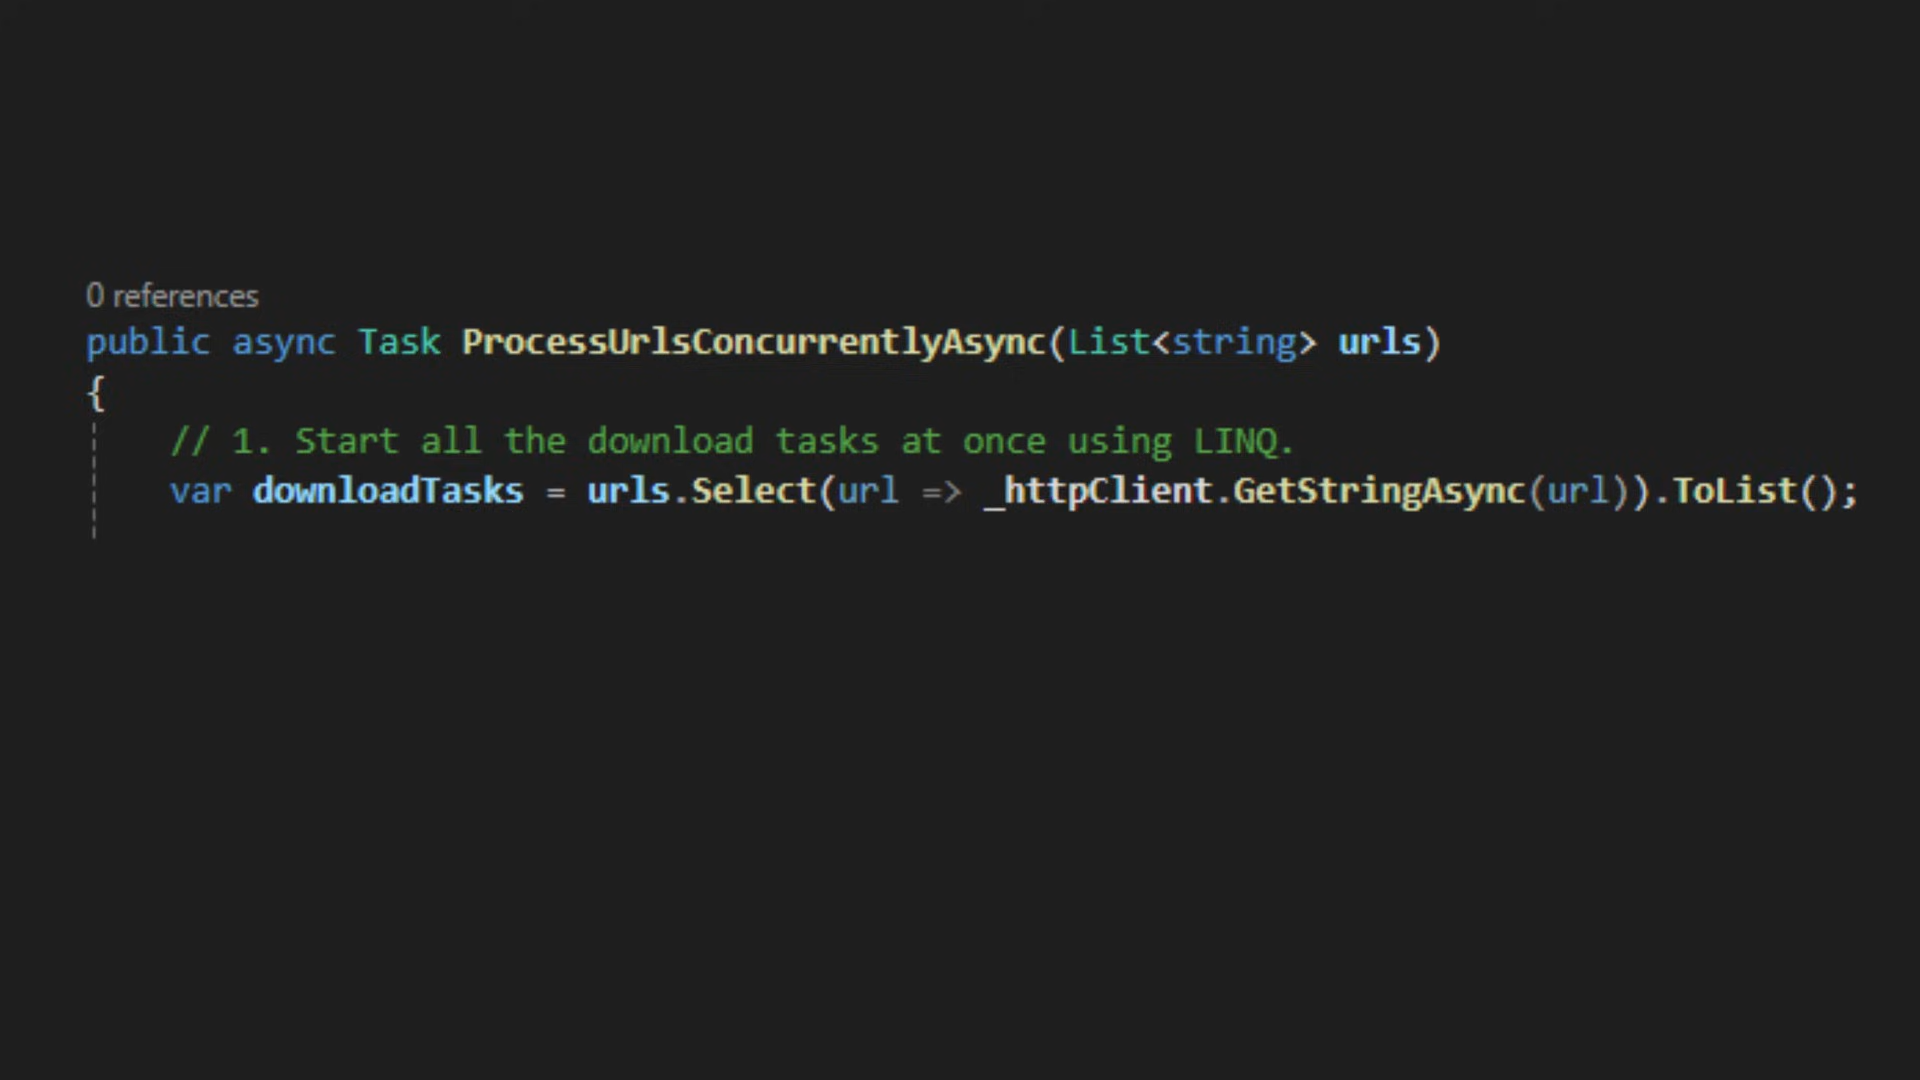 0 references
public async Task ProcessUrlsConcurrentlyAsync(List<string> urls)
{
// 1. Start all the download tasks at once using LINQ.
var downloadTasks = urls.Select(url => _httpClient.GetStringAsync(url)).ToList();